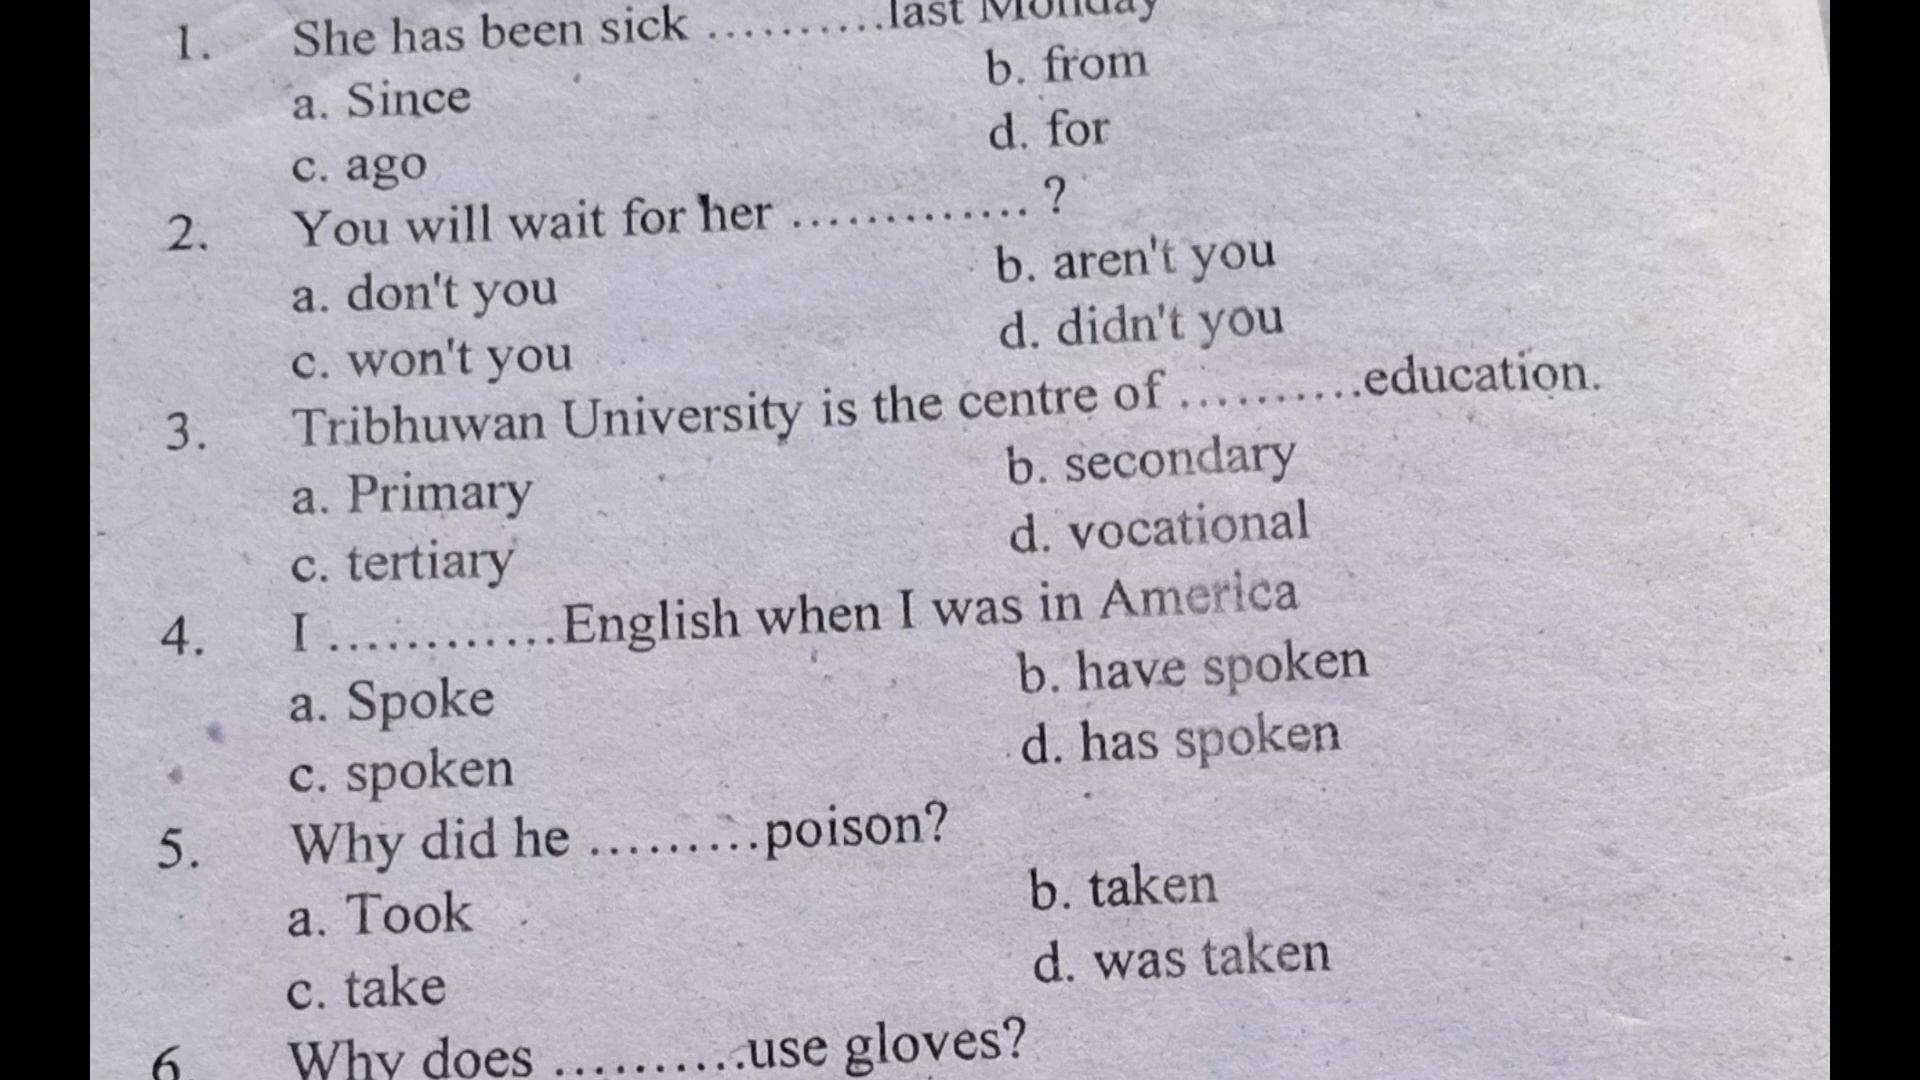 1. She has been sick ..........last Monday
a. Since b. from
c. ago d. for
2. You will wait for her ............. ?
a. don't you b. aren't you
c. won't you d. didn't you
3. Tribhuwan University is the centre of ..........education.
a. Primary b. secondary
c. tertiary d. vocational
4. I ............English when I was in America
a. Spoke b. have spoken
c. spoken d. has spoken
5. Why did he .........poison?
a. Took b. taken
c. take d. was taken
6 Why does ..........use gloves?